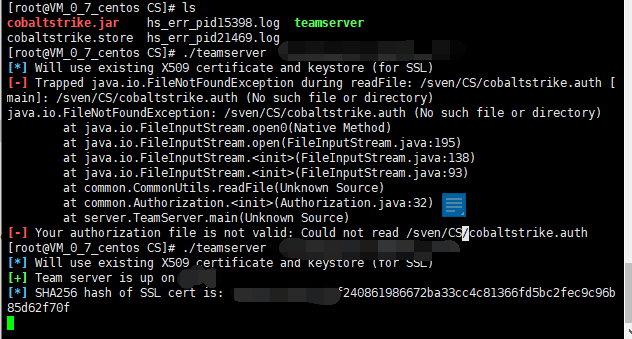 [root@VM_0_7_centos CS]# ls
cobaltstrike.jar hs_err_pid15398.log teamserver
cobaltstrike.store hs_err_pid21469.log
[root@VM_0_7_centos CS]# ./teamserver
[*] Will use existing X509 certificate and keystore (for SSL)
[-] Trapped java.io.FileNotFoundException during readFile: /sven/CS/cobaltstrike.auth [
main]: /sven/CS/cobaltstrike.auth (No such file or directory)
java.io.FileNotFoundException: /sven/CS/cobaltstrike.auth (No such file or directory)
at java.io.FileInputStream.open0(Native Method)
at java.io.FileInputStream.open(FileInputStream.java:195)
at java.io.FileInputStream.<init>(FileInputStream.java:138)
at java.io.FileInputStream.<init>(FileInputStream.java:93)
at common.CommonUtils.readFile(Unknown Source)
at common.Authorization.<init>(Authorization.java:32)
at server.TeamServer.main(Unknown Source)
[-] Your authorization file is not valid: Could not read /sven/CS/cobaltstrike.auth
[root@VM_0_7_centos CS]# ./teamserver
[*] Will use existing X509 certificate and keystore (for SSL)
[+] Team server is up on
[*] SHA256 hash of SSL cert is: f240861986672ba33cc4c81366fd5bc2fec9c96b
85d62f70f